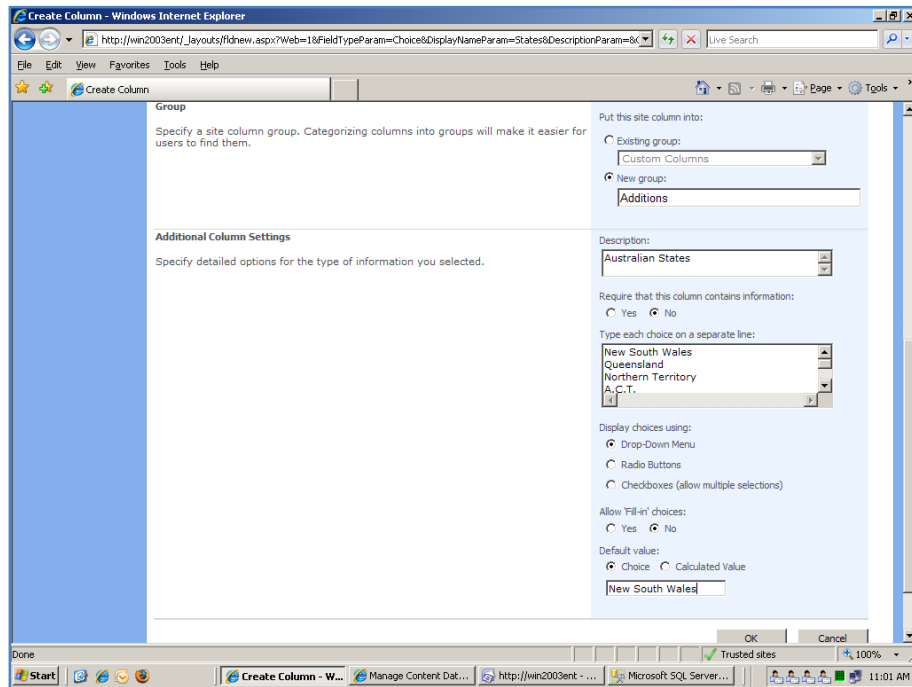 Create Column - Windows Internet Explorer
http://win2003ent/_layouts/fldnew.aspx?Web=1&FieldTypeParam=Choice&DisplayNameParam=States&DescriptionParam=&
Live Search
File Edit View Favorites Tools Help
Create Column
Page Tools
Group
Specify a site column group. Categorizing columns into groups will make it easier for
users to find them.
Put this site column into:
Existing group:
Custom Columns
New group:
Additions
Additional Column Settings
Specify detailed options for the type of information you selected.
Description:
Australian States
Require that this column contains information:
Yes No
Type each choice on a separate line:
New South Wales
Queensland
Northern Territory
A.C.T.
Display choices using:
Drop-Down Menu
Radio Buttons
Checkboxes (allow multiple selections)
Allow 'Fill-in' choices:
Yes No
Default value:
Choice Calculated Value
New South Wales
OK Cancel
Done
Trusted sites
100%
Start
Create Column - W...
Manage Content Dat...
http://win2003ent - ...
Microsoft SQL Server...
11:01 AM